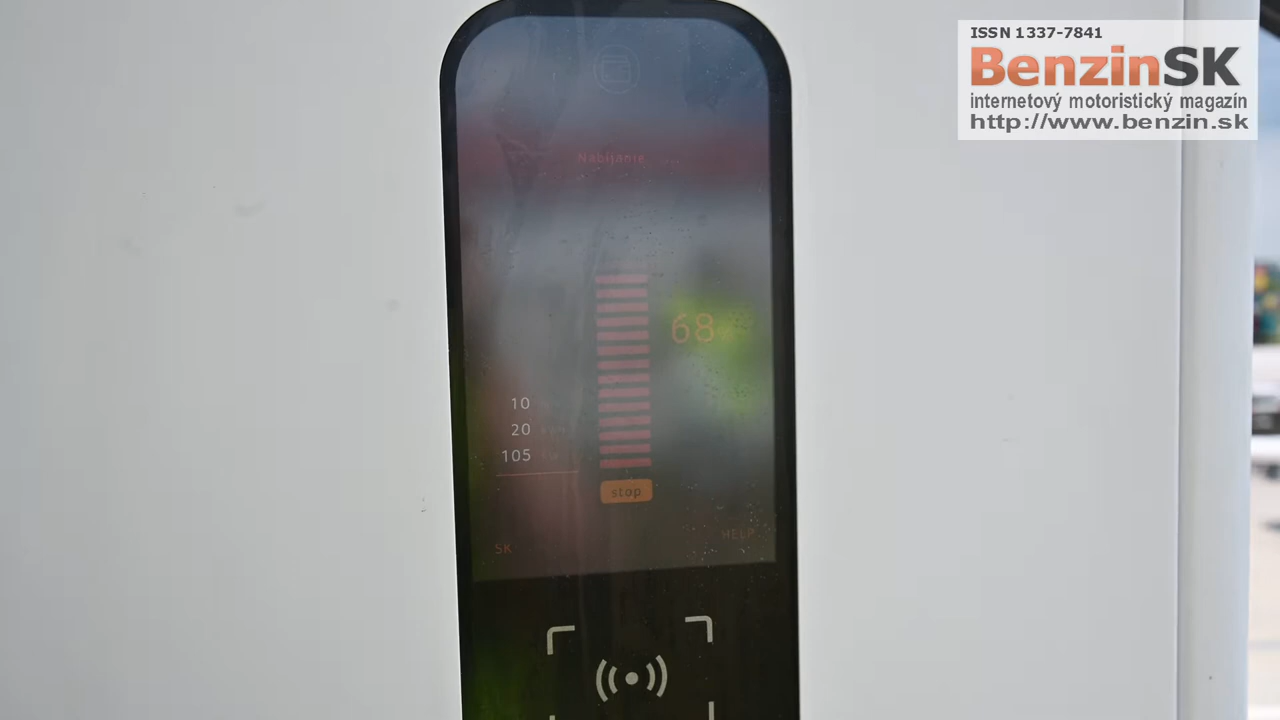 ISSN 1337-7841
BenzinSK
internetový motoristický magazín
http://www.benzin.sk
Nabíjanie
68
10
20
105
stop
SK
HELP